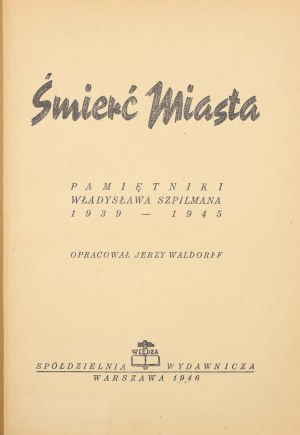 Śmierć Miasta
PAMIĘTNIKI
WŁADYSŁAWA SZPILMANA
1939 — 1945
OPRACOWAŁ JERZY WALDORFF
WIEDZA
SPÓŁDZIELNIA WYDAWNICZA
WARSZAWA 1946